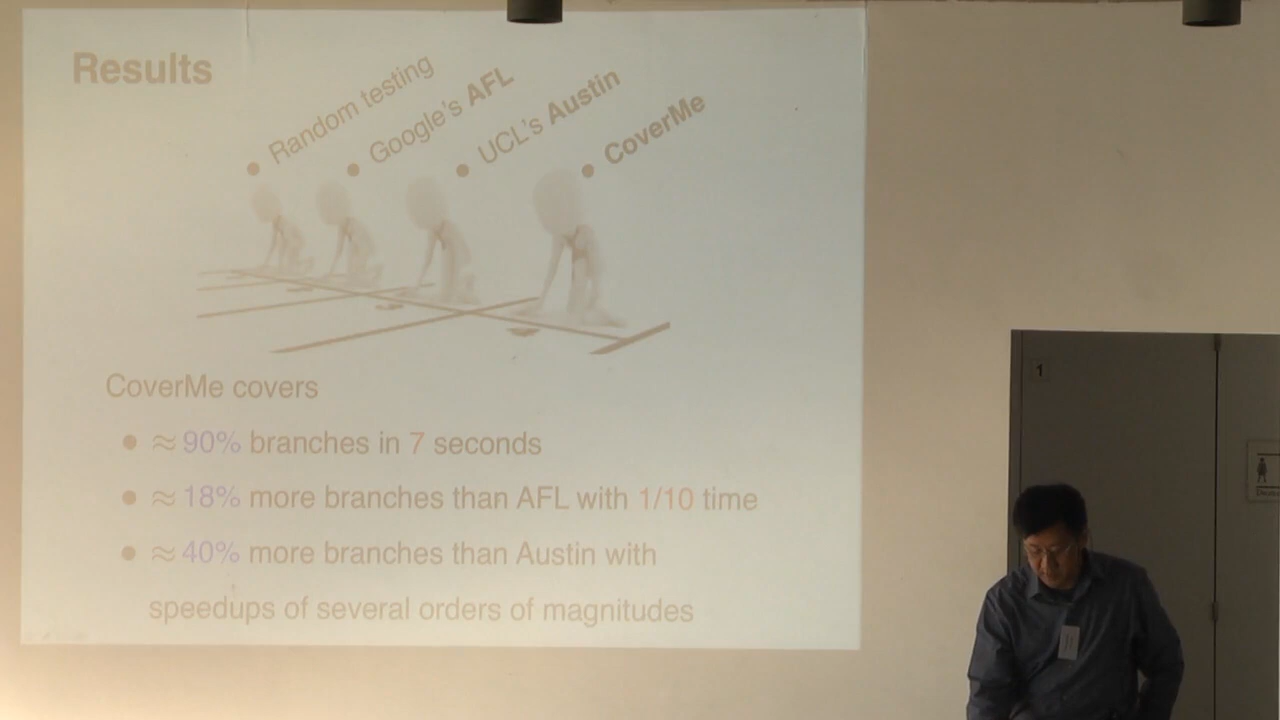 Results
Random testing
Google's AFL
UCL's Austin
CoverMe
CoverMe covers
• ≈ 90% branches in 7 seconds
• ≈ 18% more branches than AFL with 1/10 time
• ≈ 40% more branches than Austin with
speedups of several orders of magnitudes
1